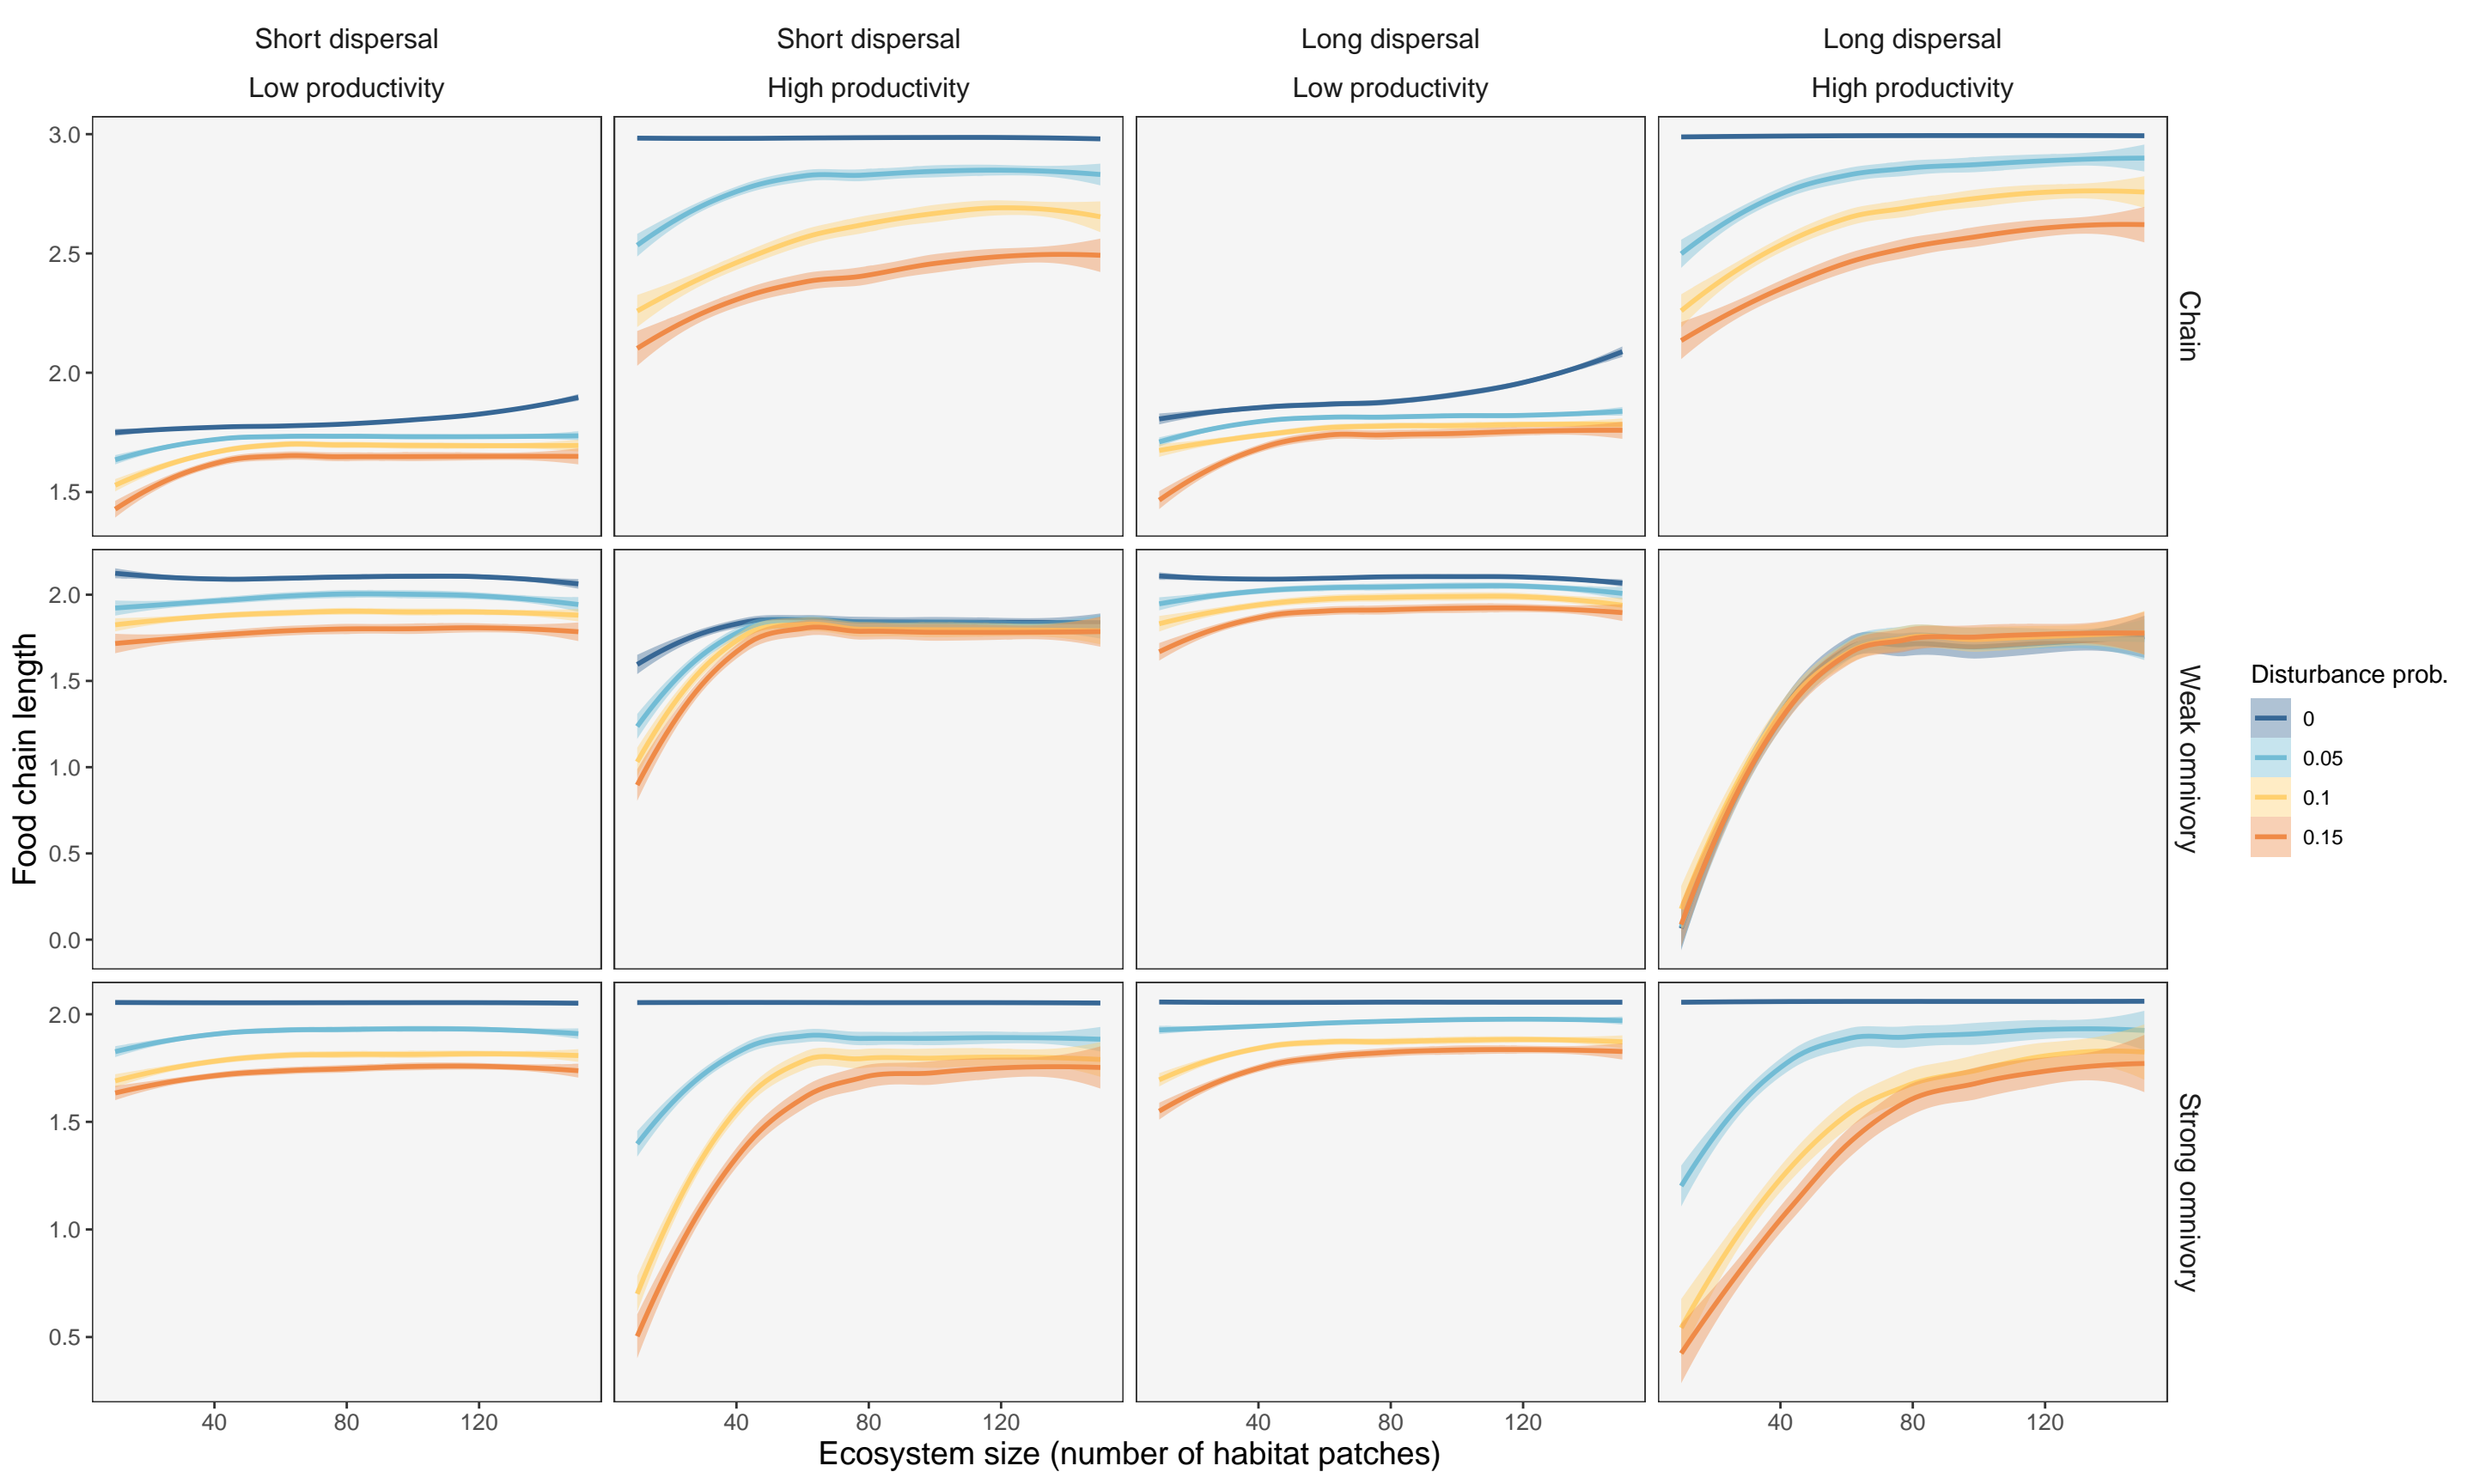 Short dispersal
Low productivity
Short dispersal
High productivity
Long dispersal
Low productivity
Long dispersal
High productivity
3.0
2.5
2.0
1.5
Chain
2.0
1.5
1.0
0.5
0.0
Weak omnivory
2.0
1.5
1.0
0.5
Strong omnivory
40 80 120
40 80 120
40 80 120
40 80 120
Food chain length
Ecosystem size (number of habitat patches)
Disturbance prob.
0
0.05
0.1
0.15